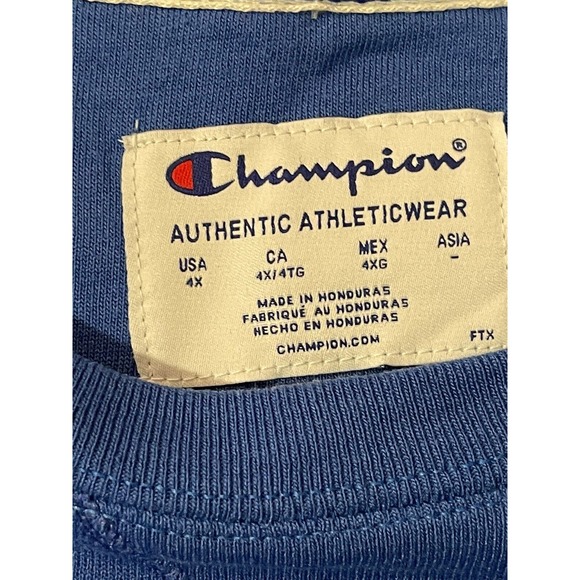 Champion®
AUTHENTIC ATHLETICWEAR
USA CA MEX ASIA
4X 4X/4TG 4XG –
MADE IN HONDURAS
FABRIQUÉ AU HONDURAS
HECHO EN HONDURAS
CHAMPION.COM FTX